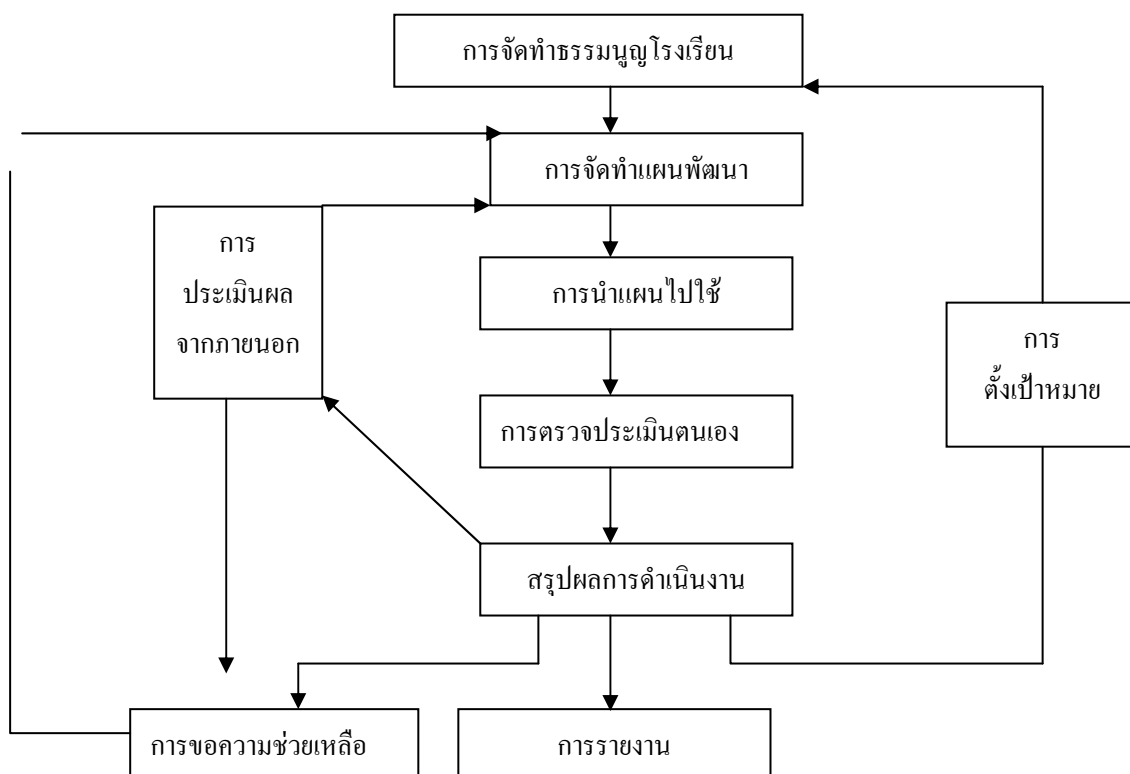 การจัดทำธรรมนูญโรงเรียน
การจัดทำแผนพัฒนา
การ
ประเมินผล
จากภายนอก
การนำแผนไปใช้
การ
ตั้งเป้าหมาย
การตรวจประเมินตนเอง
สรุปผลการดำเนินงาน
การขอความช่วยเหลือ
การรายงาน